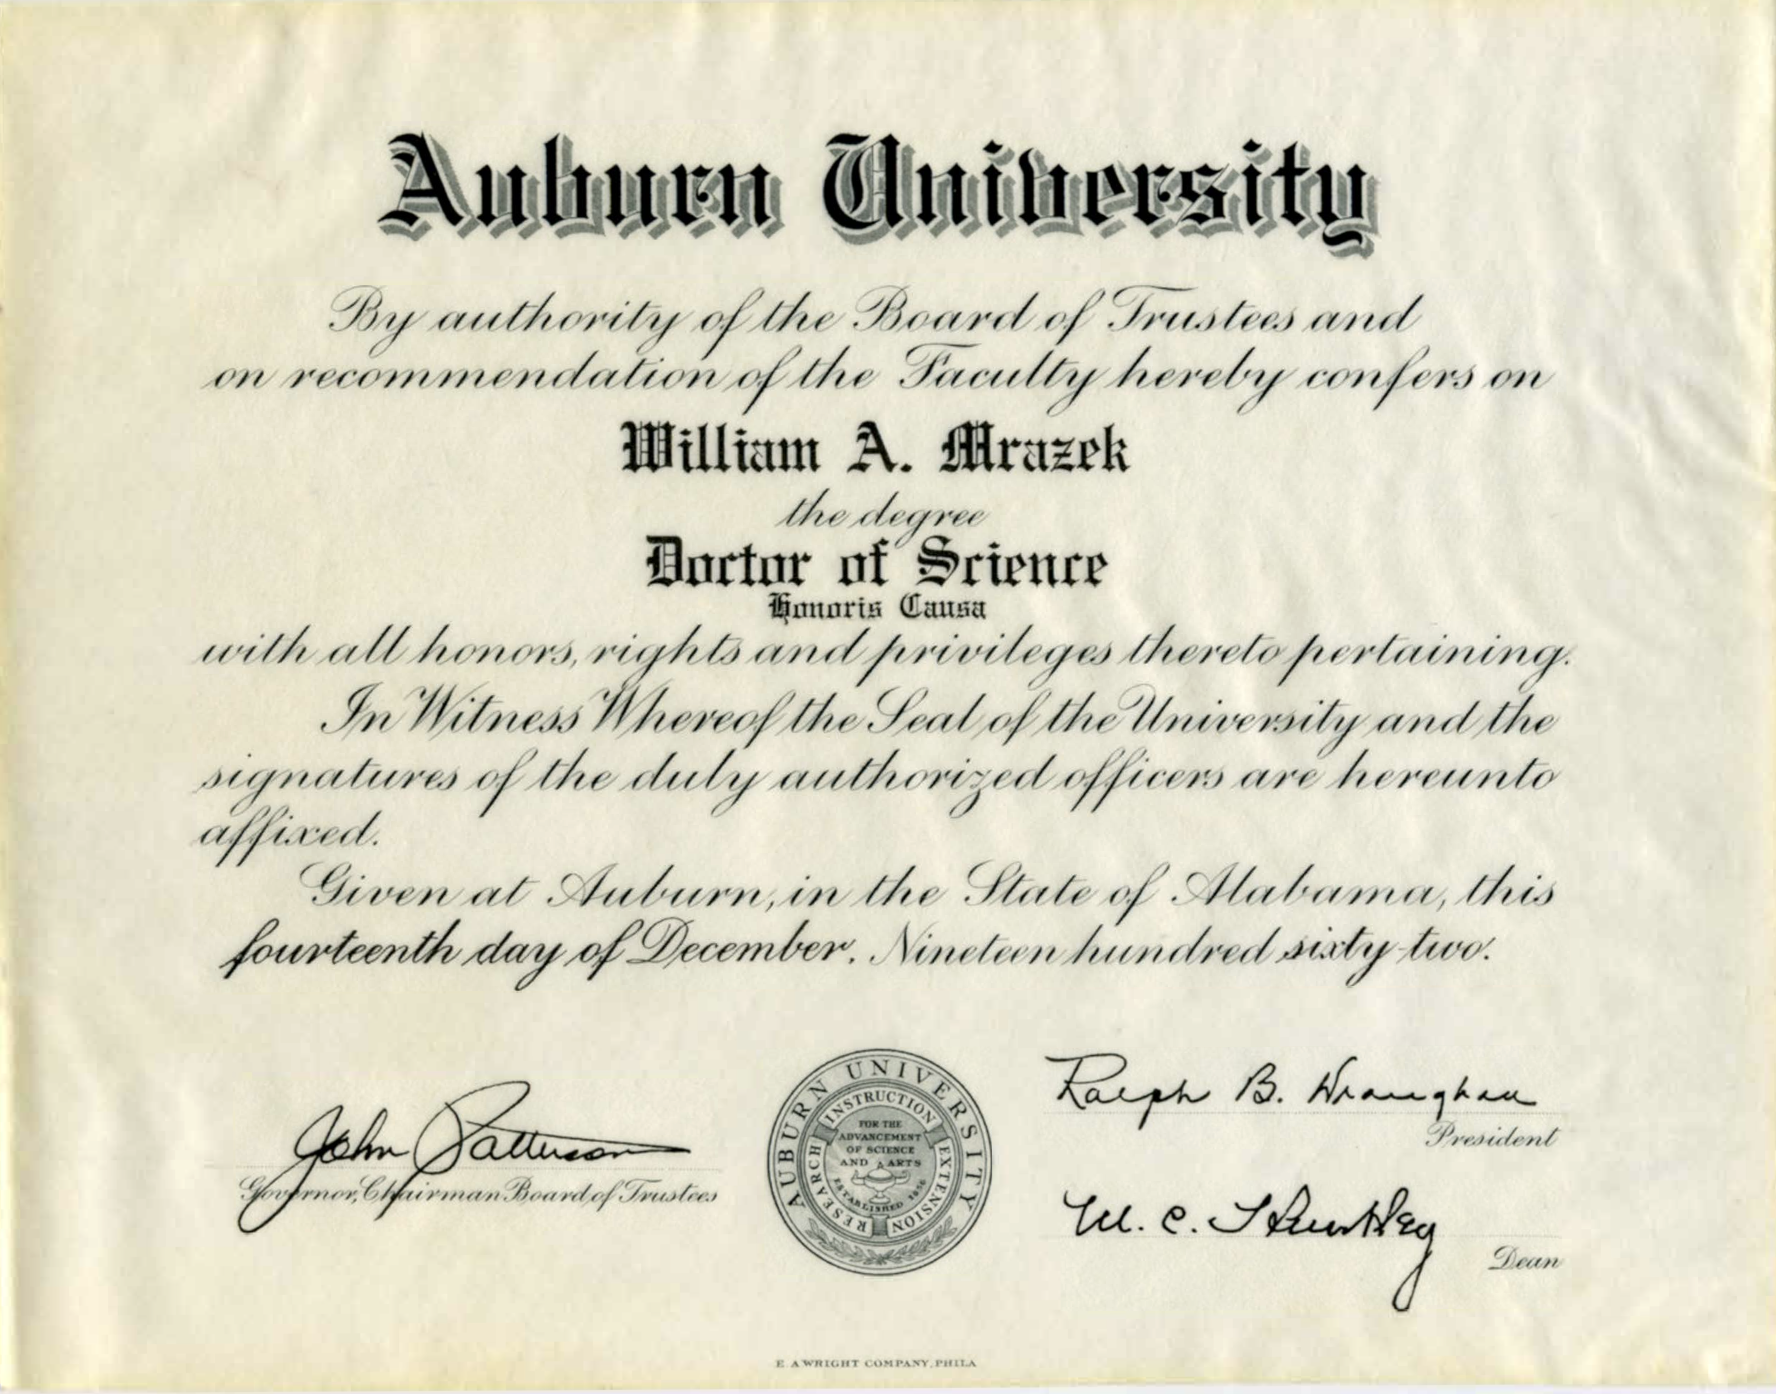 Auburn University
By authority of the Board of Trustees and
on recommendation of the Faculty hereby confers on
William A. Mrazek
the degree
Doctor of Science
Honoris Causa
with all honors, rights and privileges thereto pertaining.
In Witness Whereof the Seal of the University and the
signatures of the duly authorized officers are hereunto
affixed.
Given at Auburn, in the State of Alabama, this
fourteenth day of December. Nineteen hundred sixty-two.
John Patterson
Governor, Chairman Board of Trustees
AUBURN UNIVERSITY
INSTRUCTION
EXTENSION
RESEARCH
FOR THE
ADVANCEMENT
OF SCIENCE
AND ARTS
ESTABLISHED 1856
Ralph B. Draughon
President
M. C. Huntley
Dean
E. A WRIGHT COMPANY, PHILA